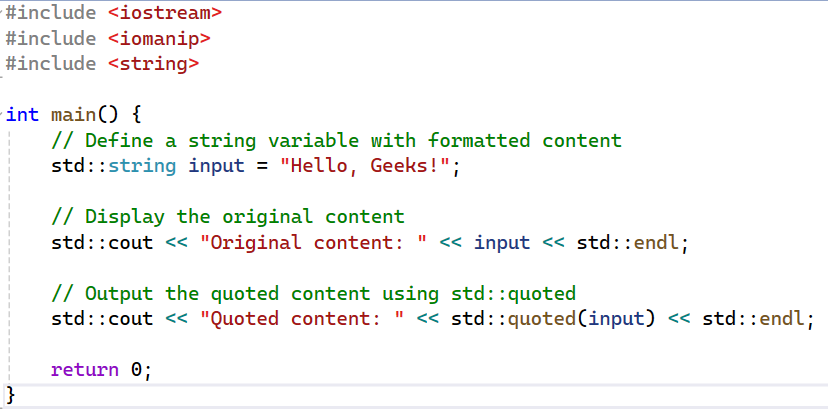 #include <iostream>
#include <iomanip>
#include <string>
int main() {
// Define a string variable with formatted content
std::string input = "Hello, Geeks!";
// Display the original content
std::cout << "Original content: " << input << std::endl;
// Output the quoted content using std::quoted
std::cout << "Quoted content: " << std::quoted(input) << std::endl;
return 0;
}